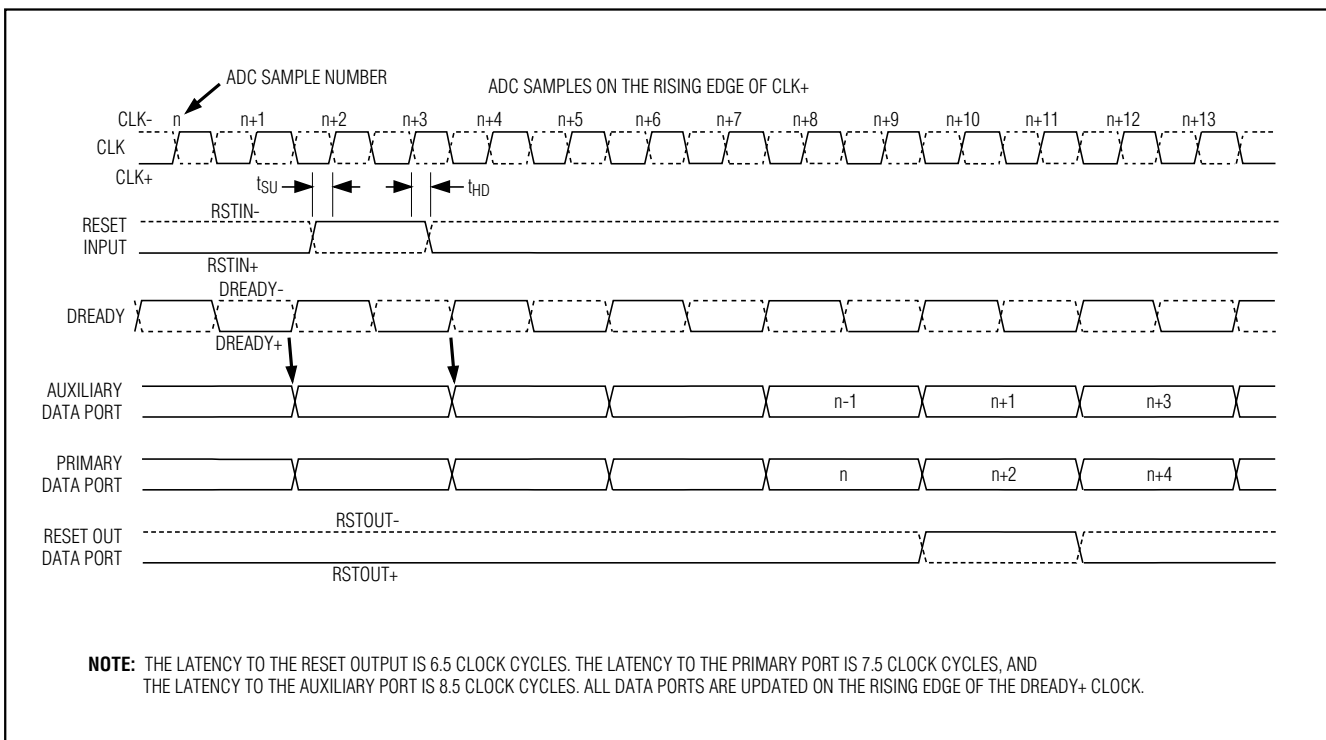 ADC SAMPLE NUMBER
ADC SAMPLES ON THE RISING EDGE OF CLK+
CLK-
n n+1 n+2 n+3 n+4 n+5 n+6 n+7 n+8 n+9 n+10 n+11 n+12 n+13
CLK
CLK+
tSU
tHD
RSTIN-
RESET
INPUT
RSTIN+
DREADY-
DREADY
DREADY+
AUXILIARY
DATA PORT
n-1 n+1 n+3
PRIMARY
DATA PORT
n n+2 n+4
RSTOUT-
RESET OUT
DATA PORT
RSTOUT+
NOTE: THE LATENCY TO THE RESET OUTPUT IS 6.5 CLOCK CYCLES. THE LATENCY TO THE PRIMARY PORT IS 7.5 CLOCK CYCLES, AND
THE LATENCY TO THE AUXILIARY PORT IS 8.5 CLOCK CYCLES. ALL DATA PORTS ARE UPDATED ON THE RISING EDGE OF THE DREADY+ CLOCK.